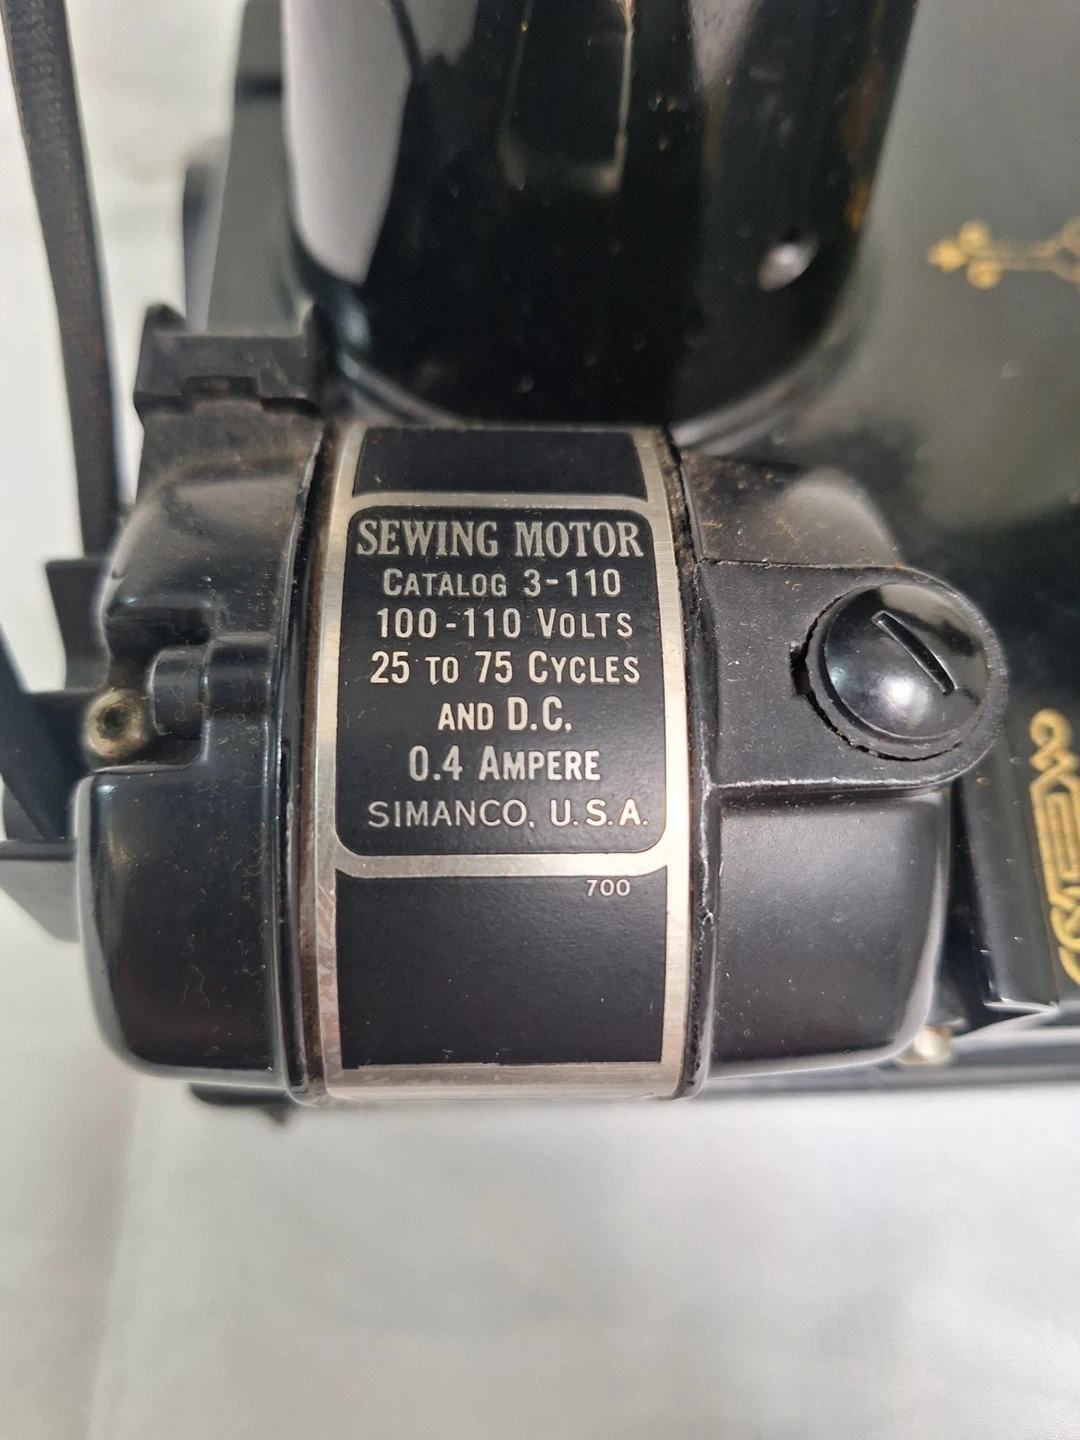 SEWING MOTOR
CATALOG 3-110
100-110 VOLTS
25 TO 75 CYCLES
AND D.C.
0.4 AMPERE
SIMANCO. U.S.A.
700